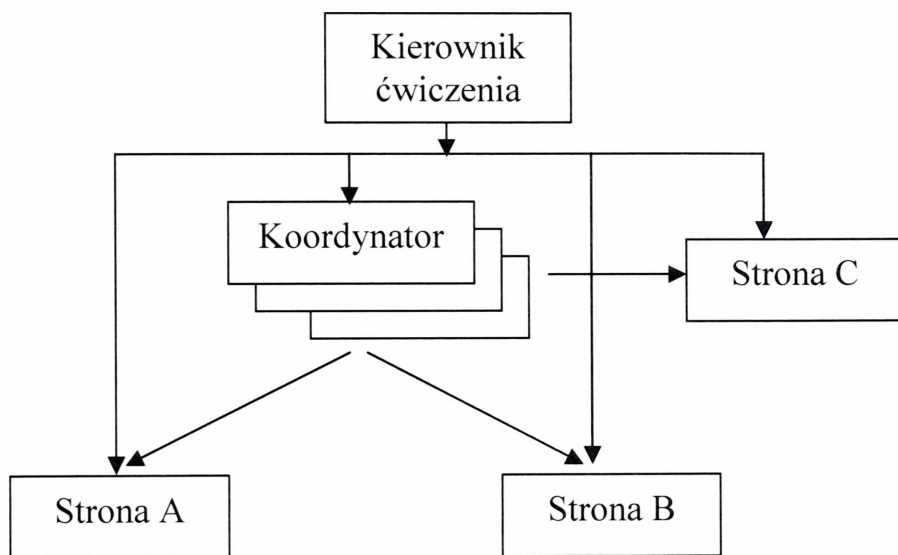 Kierownik
ćwiczenia
Koordynator
Strona C
Strona A
Strona B